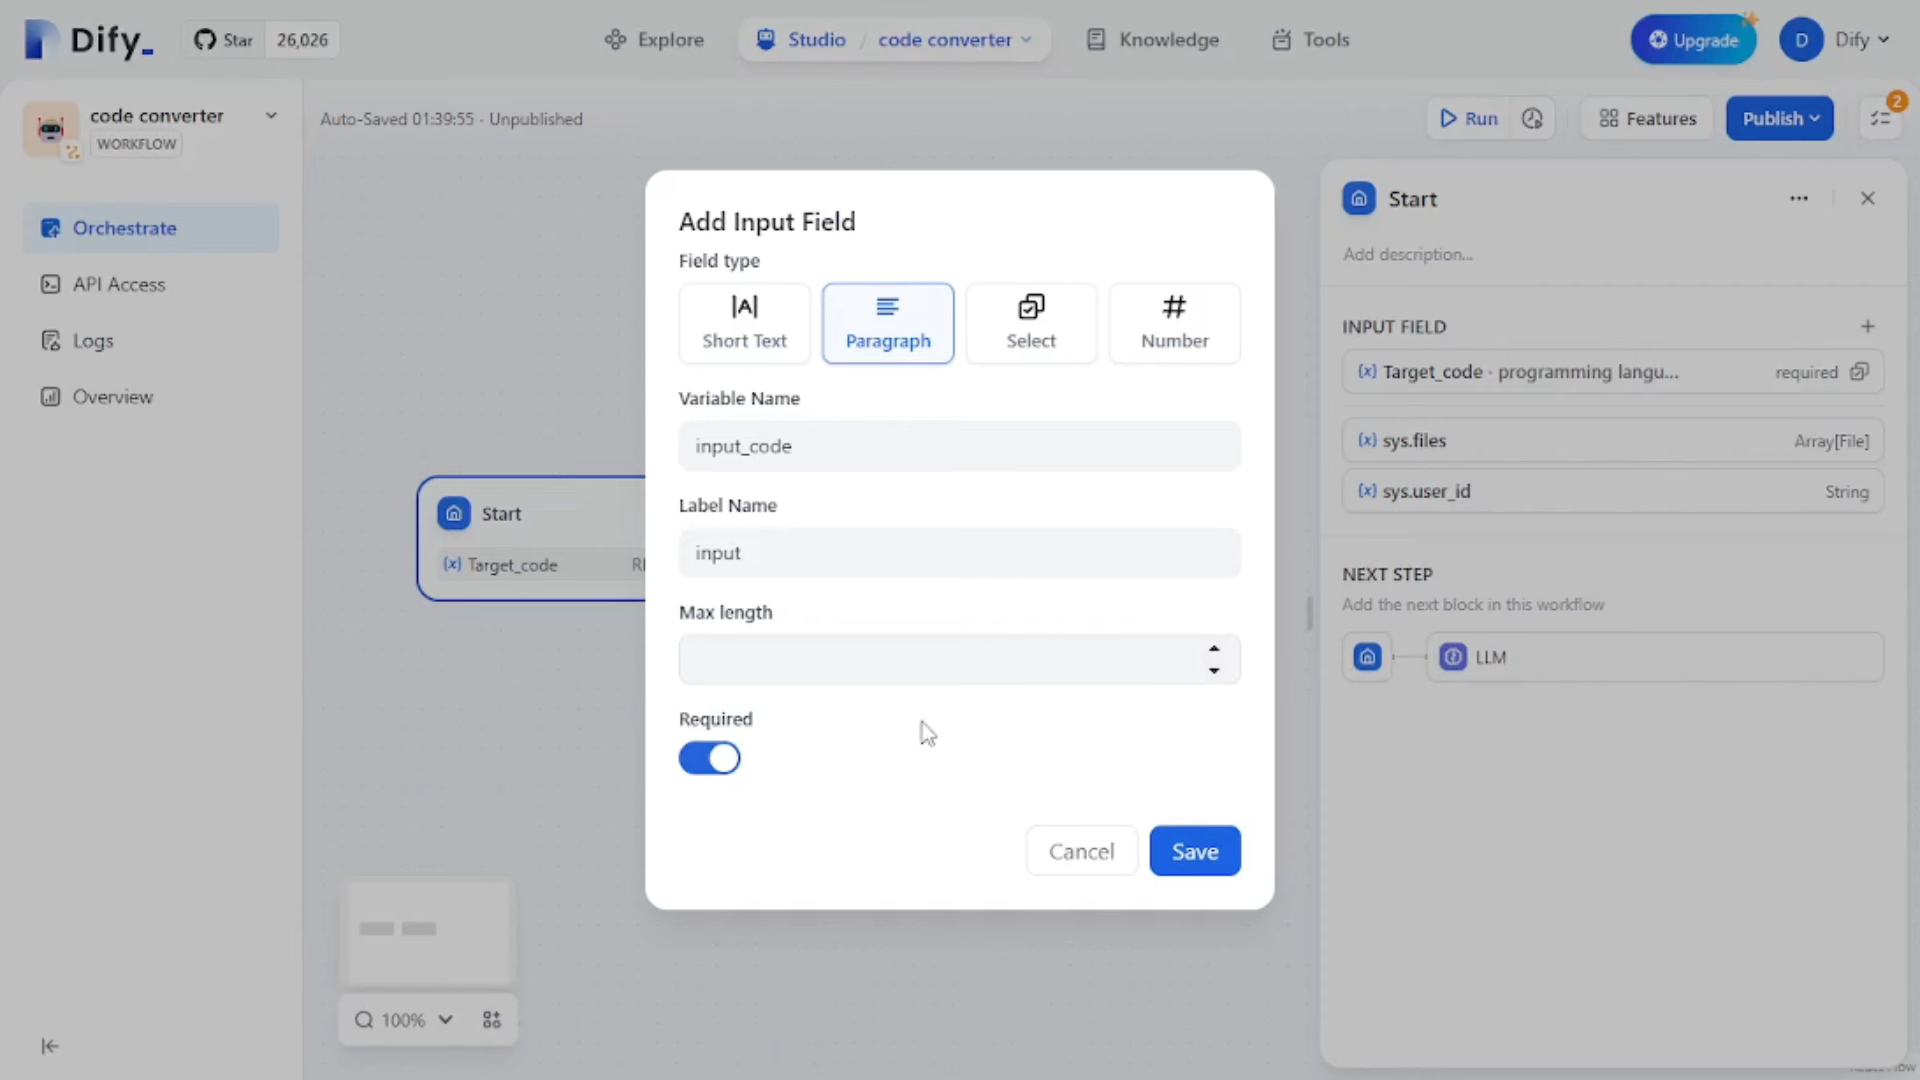 Dify_
Star 26,026
Explore
Studio / code converter
Knowledge
Tools
Upgrade
D
Dify
code converter
WORKFLOW
Orchestrate
API Access
Logs
Overview
Auto-Saved 01:39:55 · Unpublished
Run
Features
Publish
2
Start
Target_code
100%
Add Input Field
Field type
Short Text
Paragraph
Select
Number
Variable Name
input_code
Label Name
input
Max length
Required
Cancel
Save
Start
Add description...
INPUT FIELD
{x} Target_code · programming langu... required
{x} sys.files Array[File]
{x} sys.user_id String
NEXT STEP
Add the next block in this workflow
LLM